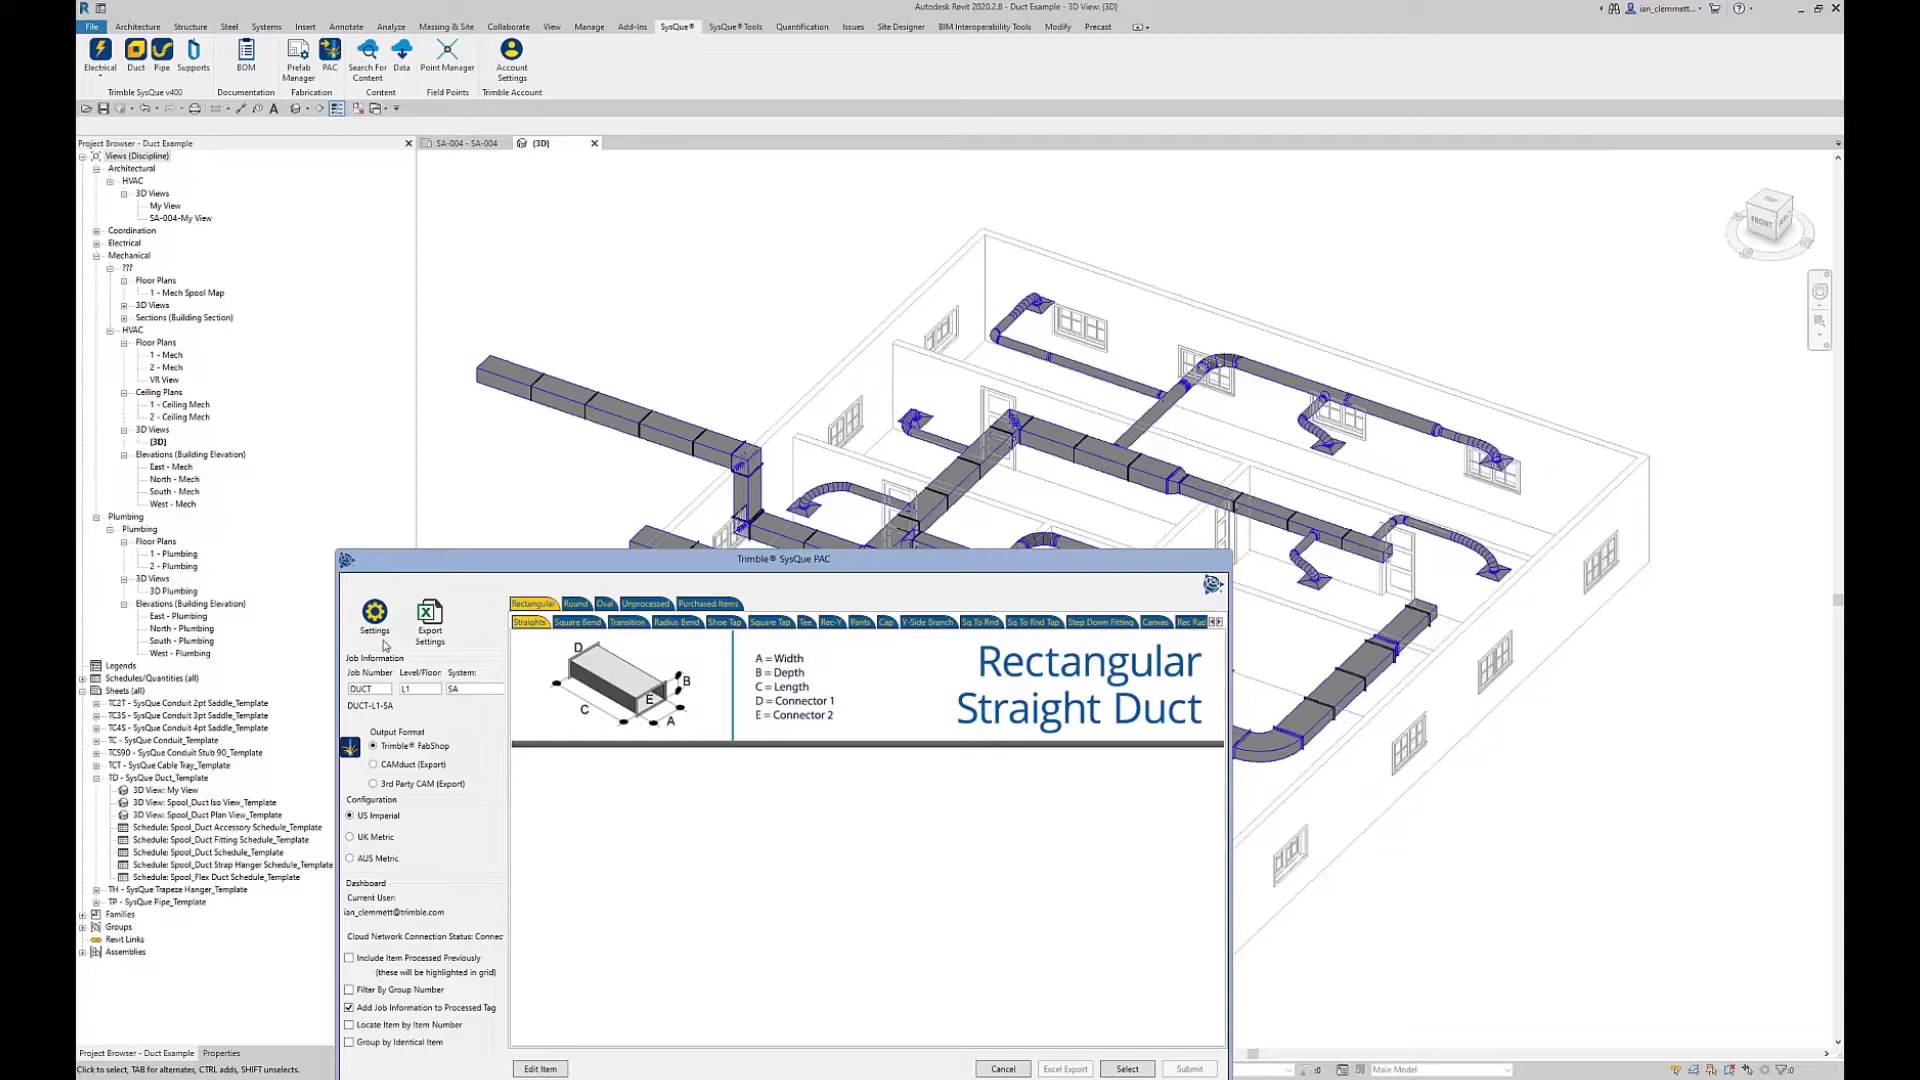 Autodesk Revit 2020.2.8 - Duct Example - 3D View: {3D}
ian_clemmett...
File Architecture Structure Steel Systems Insert Annotate Analyze Massing & Site Collaborate View Manage Add-Ins SysQue® SysQue®Tools Quantification Issues Site Designer BIM Interoperability Tools Modify Precast
Electrical Duct Pipe Supports BOM Prefab Manager PAC Search For Content Data Point Manager Account Settings
Trimble SysQue v400 Documentation Fabrication Content Field Points Trimble Account
Project Browser - Duct Example
SA-004 - SA-004
{3D}
Views (Discipline)
Architectural
HVAC
3D Views
My View
SA-004-My View
Coordination
Electrical
Mechanical
???
Floor Plans
1 - Mech Spool Map
3D Views
Sections (Building Section)
HVAC
Floor Plans
1 - Mech
2 - Mech
VR View
Ceiling Plans
1 - Ceiling Mech
2 - Ceiling Mech
3D Views
{3D}
Elevations (Building Elevation)
East - Mech
North - Mech
South - Mech
West - Mech
Plumbing
Plumbing
Floor Plans
1 - Plumbing
2 - Plumbing
3D Views
3D Plumbing
Elevations (Building Elevation)
East - Plumbing
North - Plumbing
South - Plumbing
West - Plumbing
Legends
Schedules/Quantities (all)
Sheets (all)
TC2T - SysQue Conduit 2pt Saddle_Template
TC3S - SysQue Conduit 3pt Saddle_Template
TC4S - SysQue Conduit 4pt Saddle_Template
TC - SysQue Conduit_Template
TCS90 - SysQue Conduit Stub 90_Template
TCT - SysQue Cable Tray_Template
TD - SysQue Duct_Template
3D View: My View
3D View: Spool_Duct Iso View_Template
3D View: Spool_Duct Plan View_Template
Schedule: Spool_Duct Accessory Schedule_Template
Schedule: Spool_Duct Fitting Schedule_Template
Schedule: Spool_Duct Schedule_Template
Schedule: Spool_Duct Strap Hanger Schedule_Template
Schedule: Spool_Flex Duct Schedule_Template
TH - SysQue Trapeze Hanger_Template
TP - SysQue Pipe_Template
Families
Groups
Revit Links
Assemblies
Project Browser - Duct Example Properties
Click to select, TAB for alternates, CTRL adds, SHIFT unselects.
TOP
FRONT
Trimble® SysQue PAC
Settings
Export Settings
Job Information
Job Number: Level/Floor: System:
DUCT L1 SA
DUCT-L1-SA
Output Format
Trimble® FabShop
CAMduct (Export)
3rd Party CAM (Export)
Configuration
US Imperial
UK Metric
AUS Metric
Dashboard
Current User:
ian_clemmett@trimble.com
Cloud Network Connection Status: Connec
Include Item Processed Previously
(these will be highlighted in grid)
Filter By Group Number
Add Job Information to Processed Tag
Locate Item by Item Number
Group by Identical Item
Rectangular Round Oval Unprocessed Purchased Items
Straights Square Bend Transition Radius Bend Shoe Tap Square Tap Tee Rec-Y Pants Cap Y-Side Branch Sq To Rnd Sq To Rnd Tap Step Down Fitting Canvas Rec Rad
D
B
E
C
A
A = Width
B = Depth
C = Length
D = Connector 1
E = Connector 2
Rectangular
Straight Duct
Edit Item Cancel Excel Export Select Submit
:0 Main Model :0